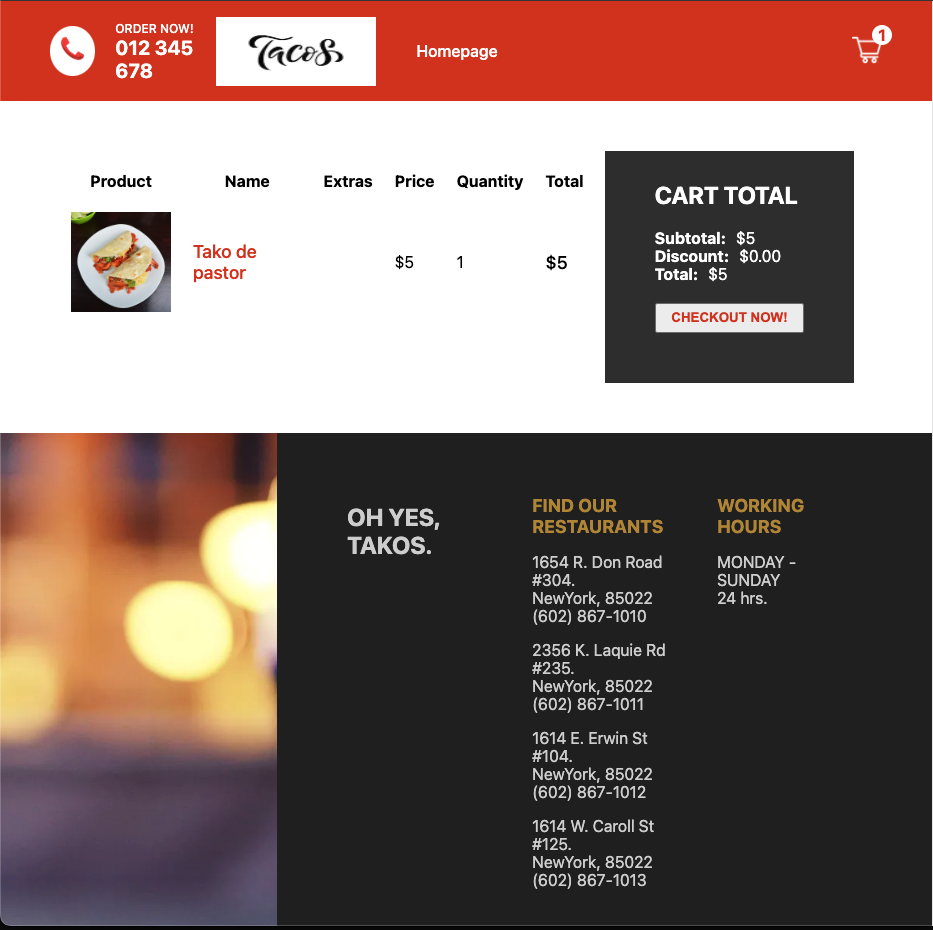 ORDER NOW!
012 345
678
Tacos
Homepage
1
Product Name Extras Price Quantity Total
Tako de
pastor
$5 1 $5
CART TOTAL
Subtotal: $5
Discount: $0.00
Total: $5
CHECKOUT NOW!
OH YES,
TAKOS.
FIND OUR
RESTAURANTS
1654 R. Don Road
#304.
NewYork, 85022
(602) 867-1010
2356 K. Laquie Rd
#235.
NewYork, 85022
(602) 867-1011
1614 E. Erwin St
#104.
NewYork, 85022
(602) 867-1012
1614 W. Caroll St
#125.
NewYork, 85022
(602) 867-1013
WORKING
HOURS
MONDAY -
SUNDAY
24 hrs.